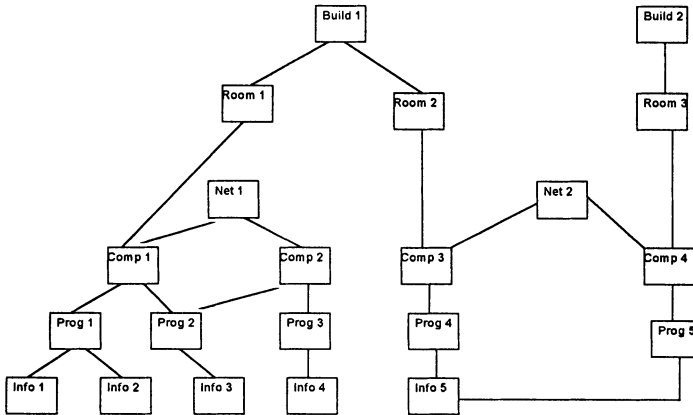 Build 1
Build 2
Room 1
Room 2
Room 3
Net 1
Net 2
Comp 1
Comp 2
Comp 3
Comp 4
Prog 1
Prog 2
Prog 3
Prog 4
Prog 5
Info 1
Info 2
Info 3
Info 4
Info 5